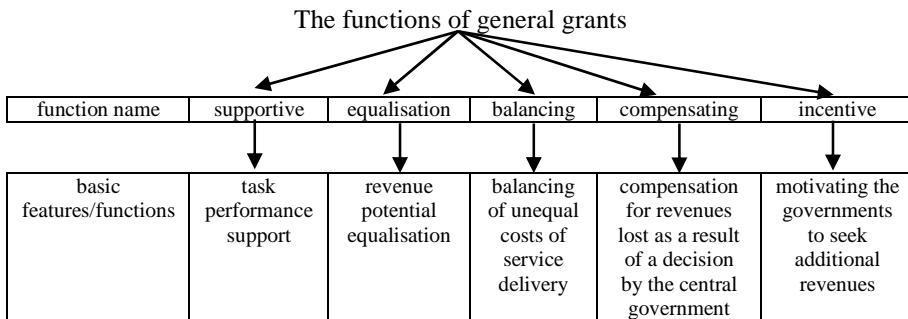 The functions of general grants
function name
supportive
equalisation
balancing
compensating
incentive
basic
features/functions
task
performance
support
revenue
potential
equalisation
balancing
of unequal
costs of
service
delivery
compensation
for revenues
lost as a result
of a decision
by the central
government
motivating the
governments
to seek
additional
revenues